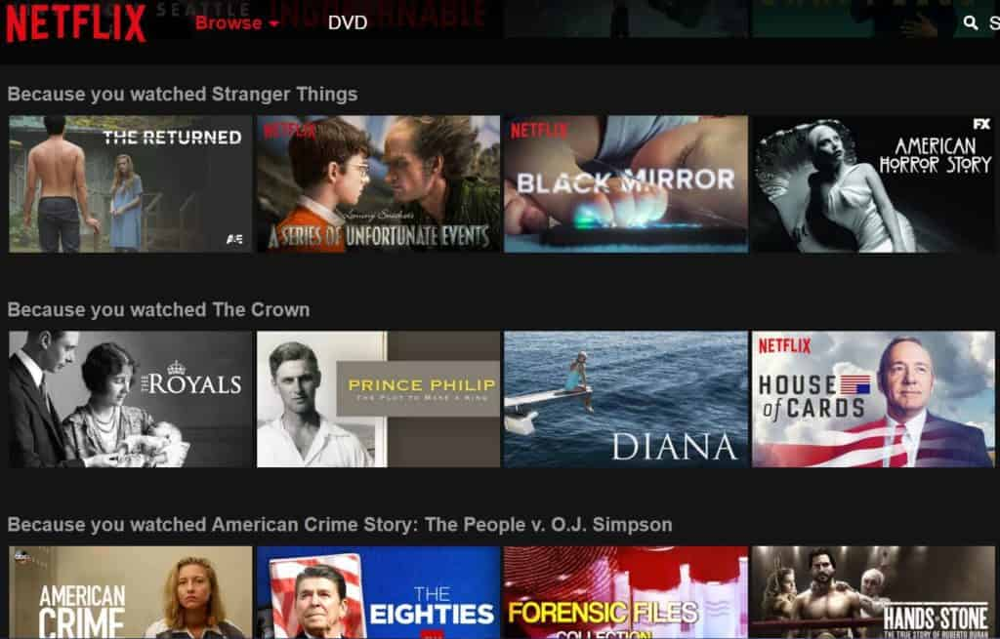 SEATTLE
NETFLIX Browse DVD S
Because you watched Stranger Things
THE RETURNED
A&E
NETFLIX
Lemony Snicket's
A SERIES OF UNFORTUNATE EVENTS
NETFLIX
BLACK MIRROR
FX
AMERICAN
HORROR STORY
Because you watched The Crown
THE ROYALS
PRINCE PHILIP
THE PLOT TO MAKE A KING
DIANA
NETFLIX
HOUSE
of CARDS
Because you watched American Crime Story: The People v. O.J. Simpson
abc
AMERICAN
CRIME
THE
EIGHTIES
FORENSIC FILES
COLLECTION
HANDS OF STONE
THE TRUE STORY OF ROBERTO DURAN